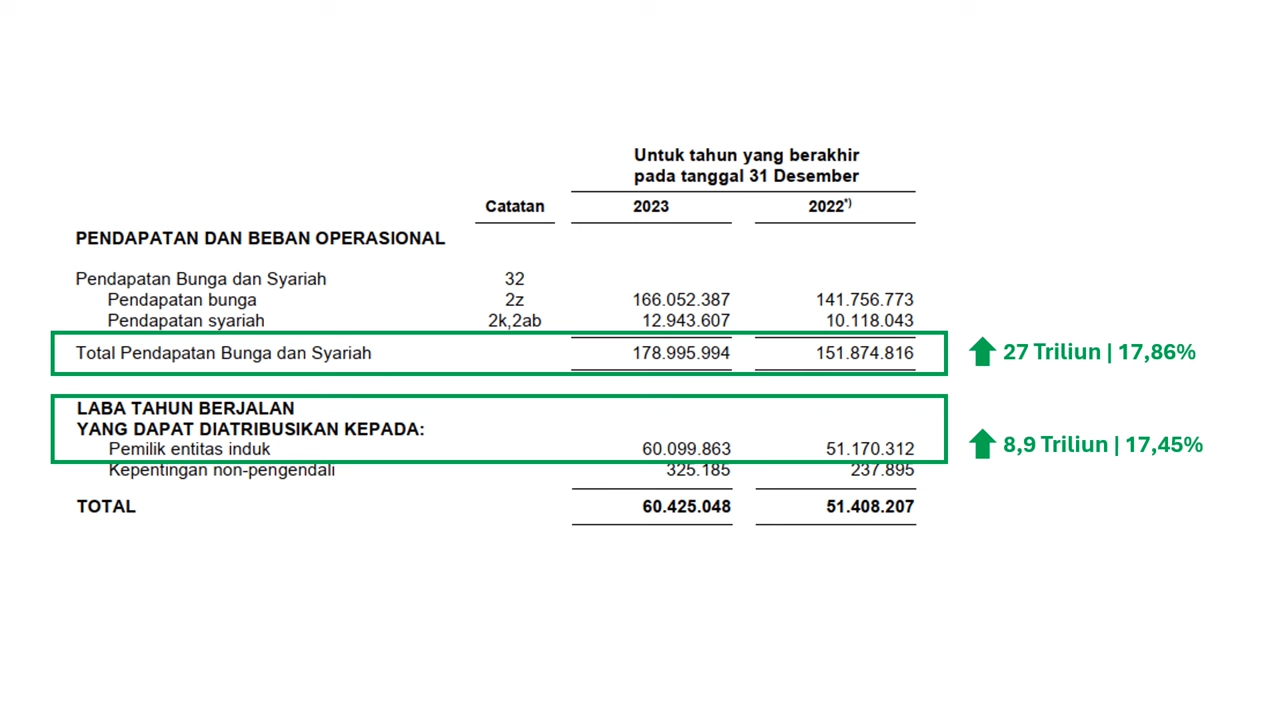 Untuk tahun yang berakhir
pada tanggal 31 Desember
Catatan 2023 2022*)
PENDAPATAN DAN BEBAN OPERASIONAL
Pendapatan Bunga dan Syariah 32
Pendapatan bunga 2z 166.052.387 141.756.773
Pendapatan syariah 2k,2ab 12.943.607 10.118.043
Total Pendapatan Bunga dan Syariah 178.995.994 151.874.816 27 Triliun | 17,86%
LABA TAHUN BERJALAN
YANG DAPAT DIATRIBUSIKAN KEPADA:
Pemilik entitas induk 60.099.863 51.170.312 8,9 Triliun | 17,45%
Kepentingan non-pengendali 325.185 237.895
TOTAL 60.425.048 51.408.207